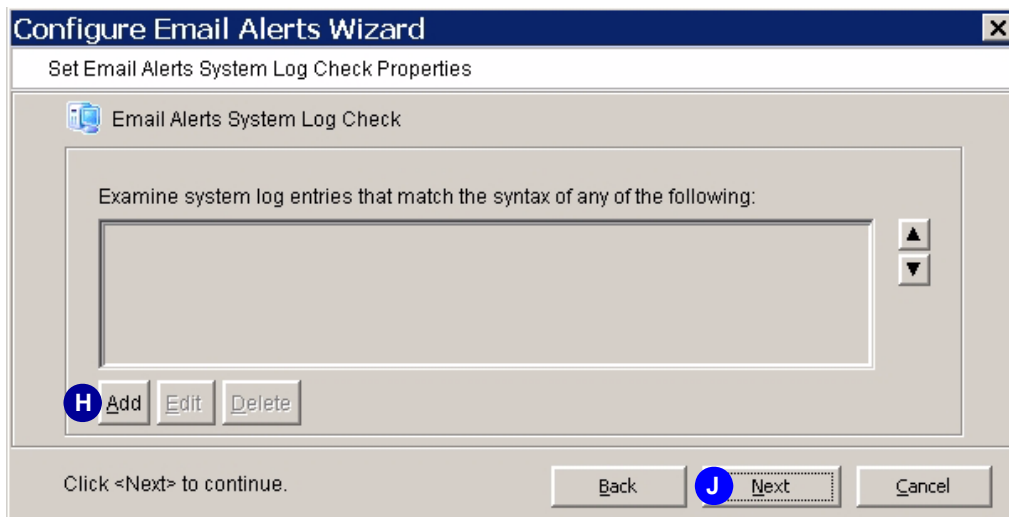 Configure Email Alerts Wizard
Set Email Alerts System Log Check Properties
Email Alerts System Log Check
Examine system log entries that match the syntax of any of the following:
H Add Edit Delete
Click <Next> to continue. Back J Next Cancel